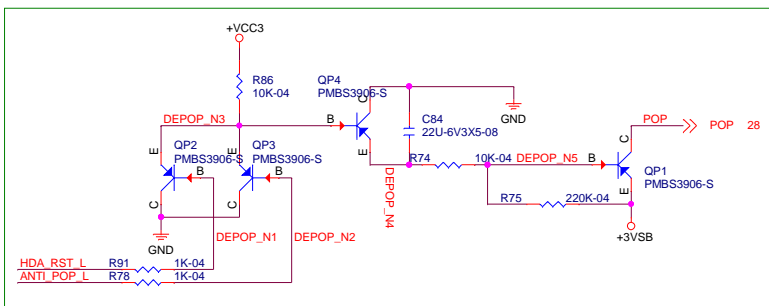 +VCC3
R86
10K-04
QP4
PMBS3906-S
C
B
E
C84
22U-6V3X5-08
GND
DEPOP_N3
QP2
PMBS3906-S
E
B
C
QP3
PMBS3906-S
E
B
C
GND
DEPOP_N4
R74
10K-04
DEPOP_N5
B
C
E
QP1
PMBS3906-S
POP
POP 28
R75
220K-04
+3VSB
DEPOP_N1
DEPOP_N2
HDA_RST_L
R91
1K-04
ANTI_POP_L
R78
1K-04